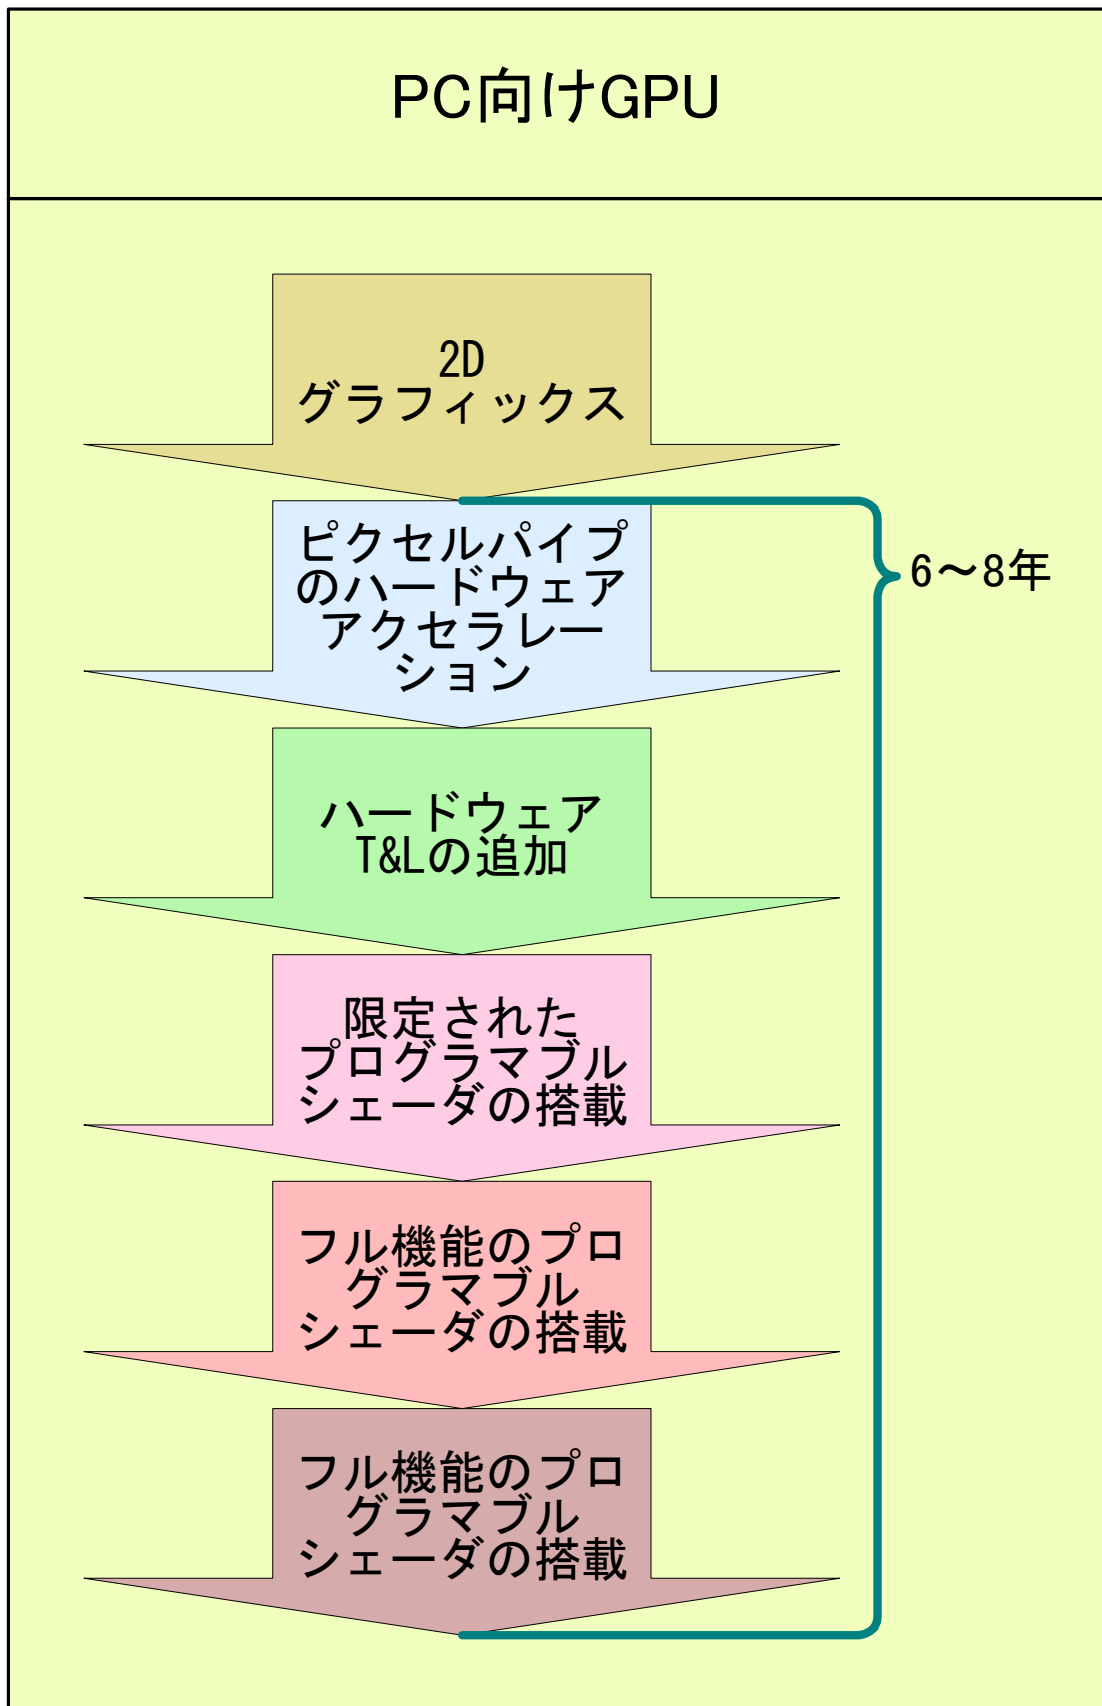 PC向けGPU
2D
グラフィックス
ピクセルパイプ
のハードウェア
アクセラレー
ション
6～8年
ハードウェア
T&Lの追加
限定された
プログラマブル
シェーダの搭載
フル機能のプロ
グラマブル
シェーダの搭載
フル機能のプロ
グラマブル
シェーダの搭載